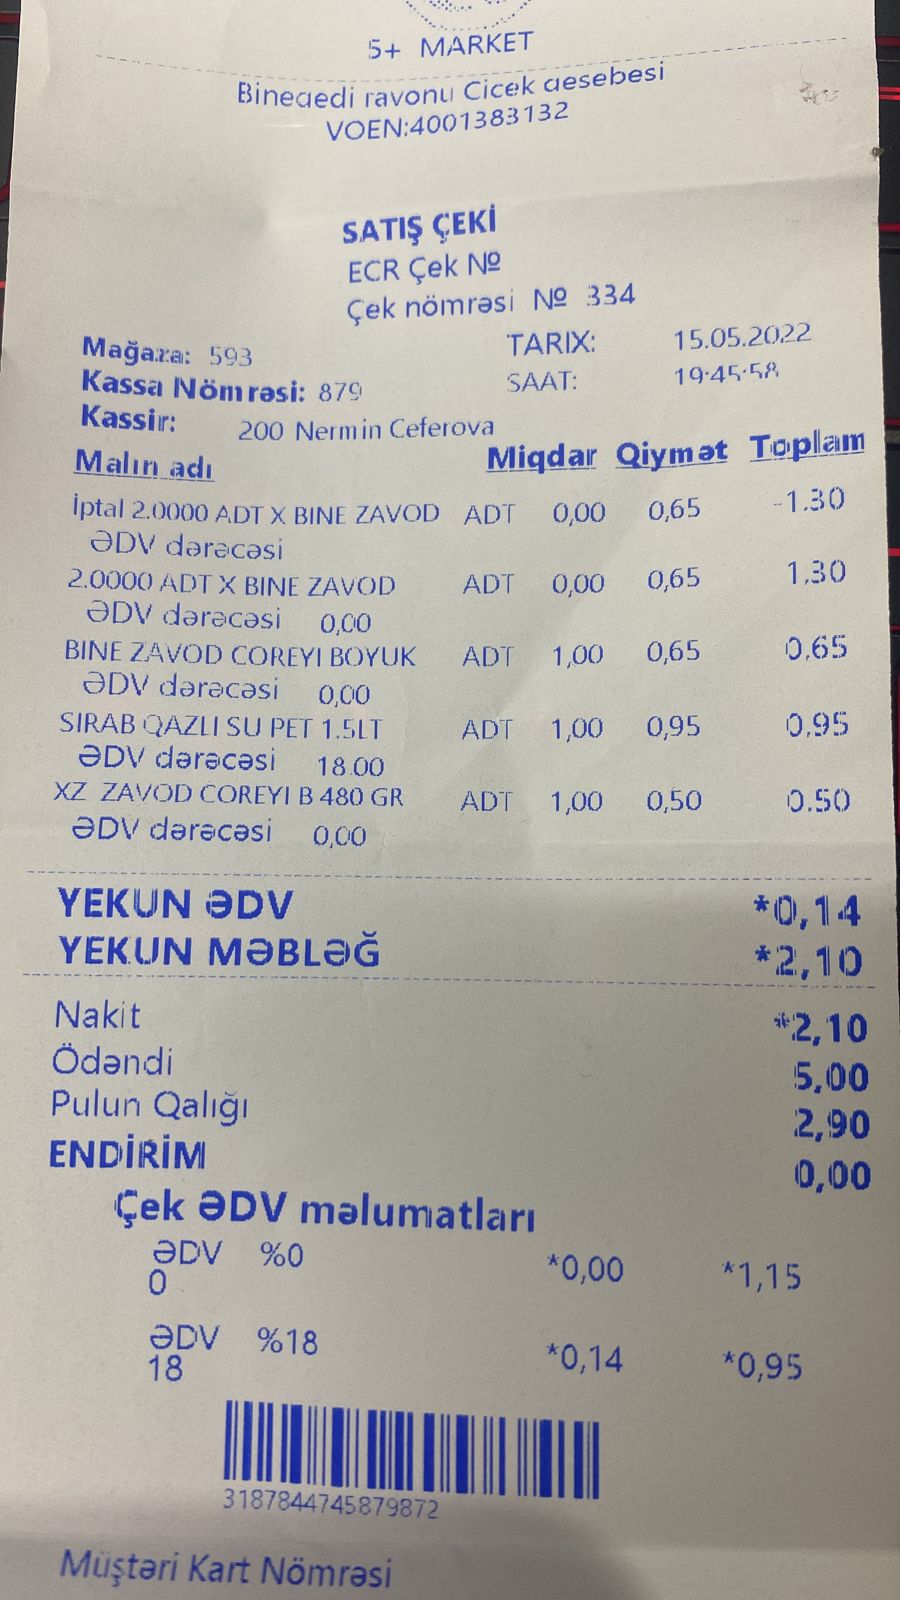 5+ MARKET
Bineqedi rayonu Cicek qesebesi
VOEN:4001383132
SATIŞ ÇEKİ
ECR Çek №
Çek nömrəsi № 334
Mağaza: 593 TARIX: 15.05.2022
Kassa Nömrəsi: 879 SAAT: 19:45:58
Kassir: 200 Nermin Ceferova
Malın adı Miqdar Qiymət Toplam
İptal 2.0000 ADT X BINE ZAVOD ADT 0,00 0,65 -1.30
ƏDV dərəcəsi
2.0000 ADT X BINE ZAVOD ADT 0,00 0,65 1.30
ƏDV dərəcəsi 0,00
BINE ZAVOD COREYI BOYUK ADT 1,00 0,65 0.65
ƏDV dərəcəsi 0,00
SIRAB QAZLI SU PET 1.5LT ADT 1,00 0,95 0.95
ƏDV dərəcəsi 18.00
XZ ZAVOD COREYI B 480 GR ADT 1,00 0,50 0.50
ƏDV dərəcəsi 0,00
YEKUN ƏDV *0,14
YEKUN MƏBLƏĞ *2,10
Nakit *2,10
Ödəndi 5,00
Pulun Qalığı 2,90
ENDİRİM 0,00
Çek ƏDV məlumatları
ƏDV %0 *0,00 *1,15
0
ƏDV %18 *0,14 *0,95
18
3187844745879872
Müştəri Kart Nömrəsi